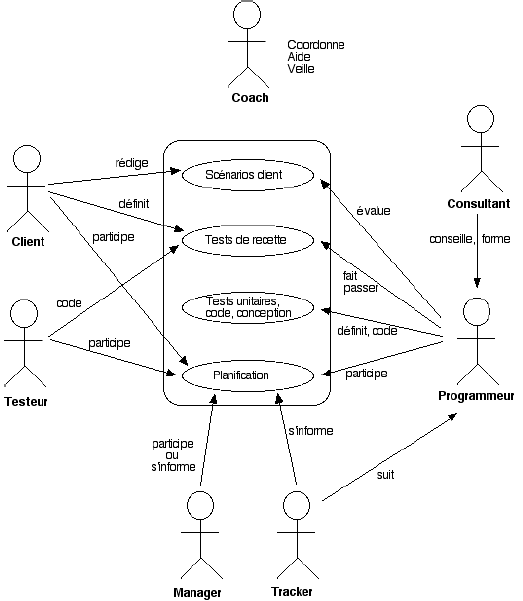 Coordonne
Aide
Veille
Coach
rédige
Scénarios client
Consultant
définit
évalue
Client
participe
Tests de recette
conseille, forme
fait
passer
code
Tests unitaires,
code, conception
définit, code
participe
Planification
participe
Testeur
Programmeur
participe
ou
s'informe
s'informe
suit
Manager
Tracker